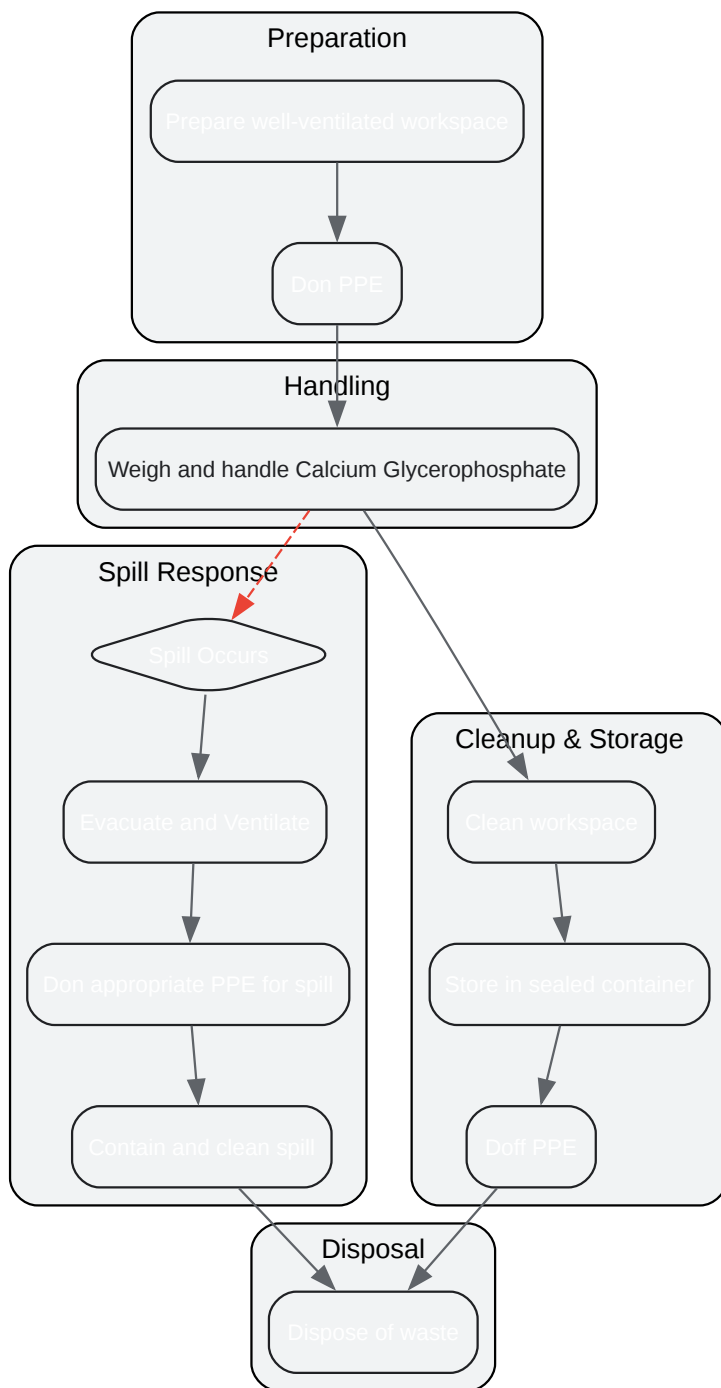 Preparation
Prepare well-ventilated workspace
Don PPE
Handling
Weigh and handle Calcium Glycerophosphate
Spill Response
Spill Occurs
Evacuate and Ventilate
Don appropriate PPE for spill
Contain and clean spill
Cleanup & Storage
Clean workspace
Store in sealed container
Doff PPE
Disposal
Dispose of waste